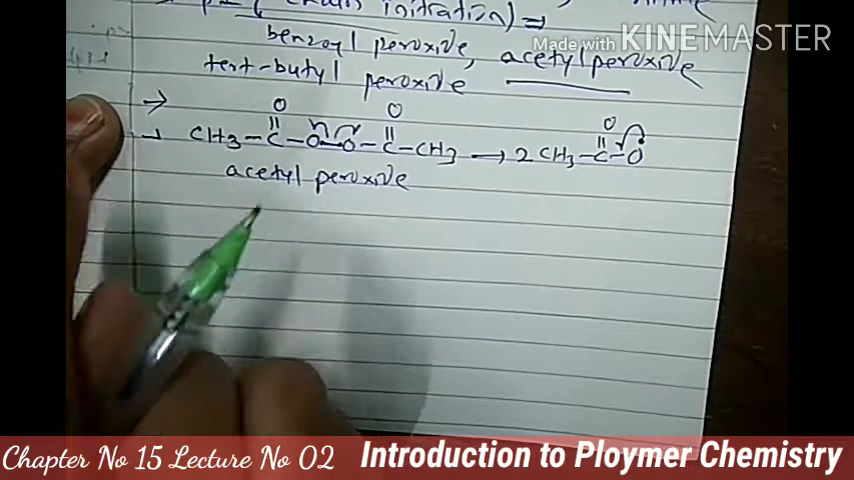 (chain initiation) ⇒
benzoyl peroxide, acetyl peroxide
Made with KINEMASTER
tert-butyl peroxide
→
O O O
→ CH3-C-O-O-C-CH3 → 2 CH3-C-O
acetyl peroxide
Chapter No 15 Lecture No 02 Introduction to Ploymer Chemistry